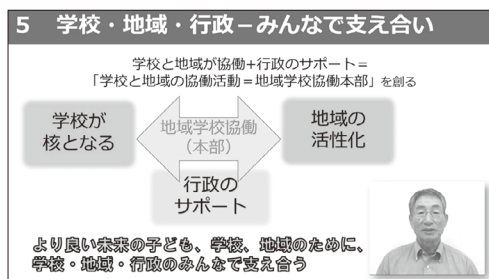 5　学校・地域・行政－みんなで支え合い
学校と地域が協働+行政のサポート＝
「学校と地域の協働活動＝地域学校協働本部」を創る
学校が
核となる
地域学校協働
（本部）
地域の
活性化
行政の
サポート
より良い未来の子ども、学校、地域のために、
学校・地域・行政のみんなで支え合う